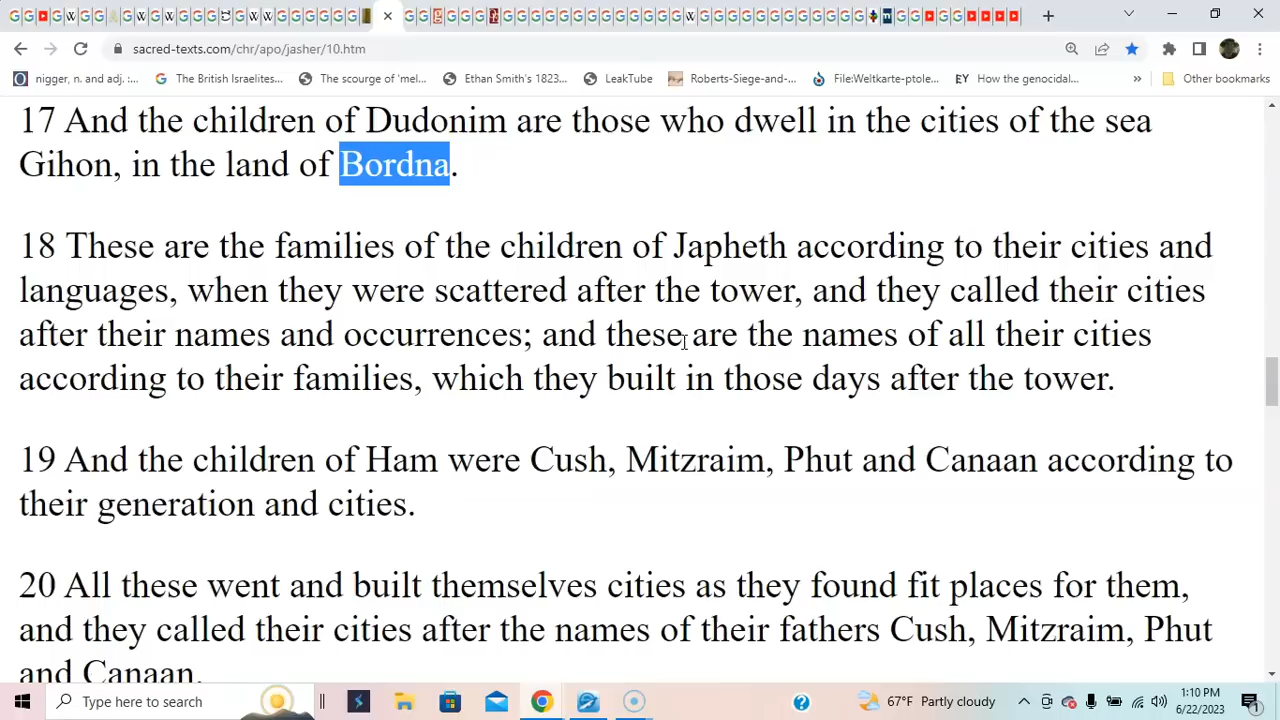 sacred-texts.com/chr/apo/jasher/10.htm
nigger, n. and adj. :... The British Israelites... The scourge of 'mel... Ethan Smith's 1823... LeakTube Roberts-Siege-and-... File:Weltkarte-ptole... EY How the genocidal... » Other bookmarks
17 And the children of Dudonim are those who dwell in the cities of the sea
Gihon, in the land of Bordna.
18 These are the families of the children of Japheth according to their cities and
languages, when they were scattered after the tower, and they called their cities
after their names and occurrences; and these are the names of all their cities
according to their families, which they built in those days after the tower.
19 And the children of Ham were Cush, Mitzraim, Phut and Canaan according to
their generation and cities.
20 All these went and built themselves cities as they found fit places for them,
and they called their cities after the names of their fathers Cush, Mitzraim, Phut
and Canaan.
Type here to search 67°F Partly cloudy 1:10 PM
6/22/2023